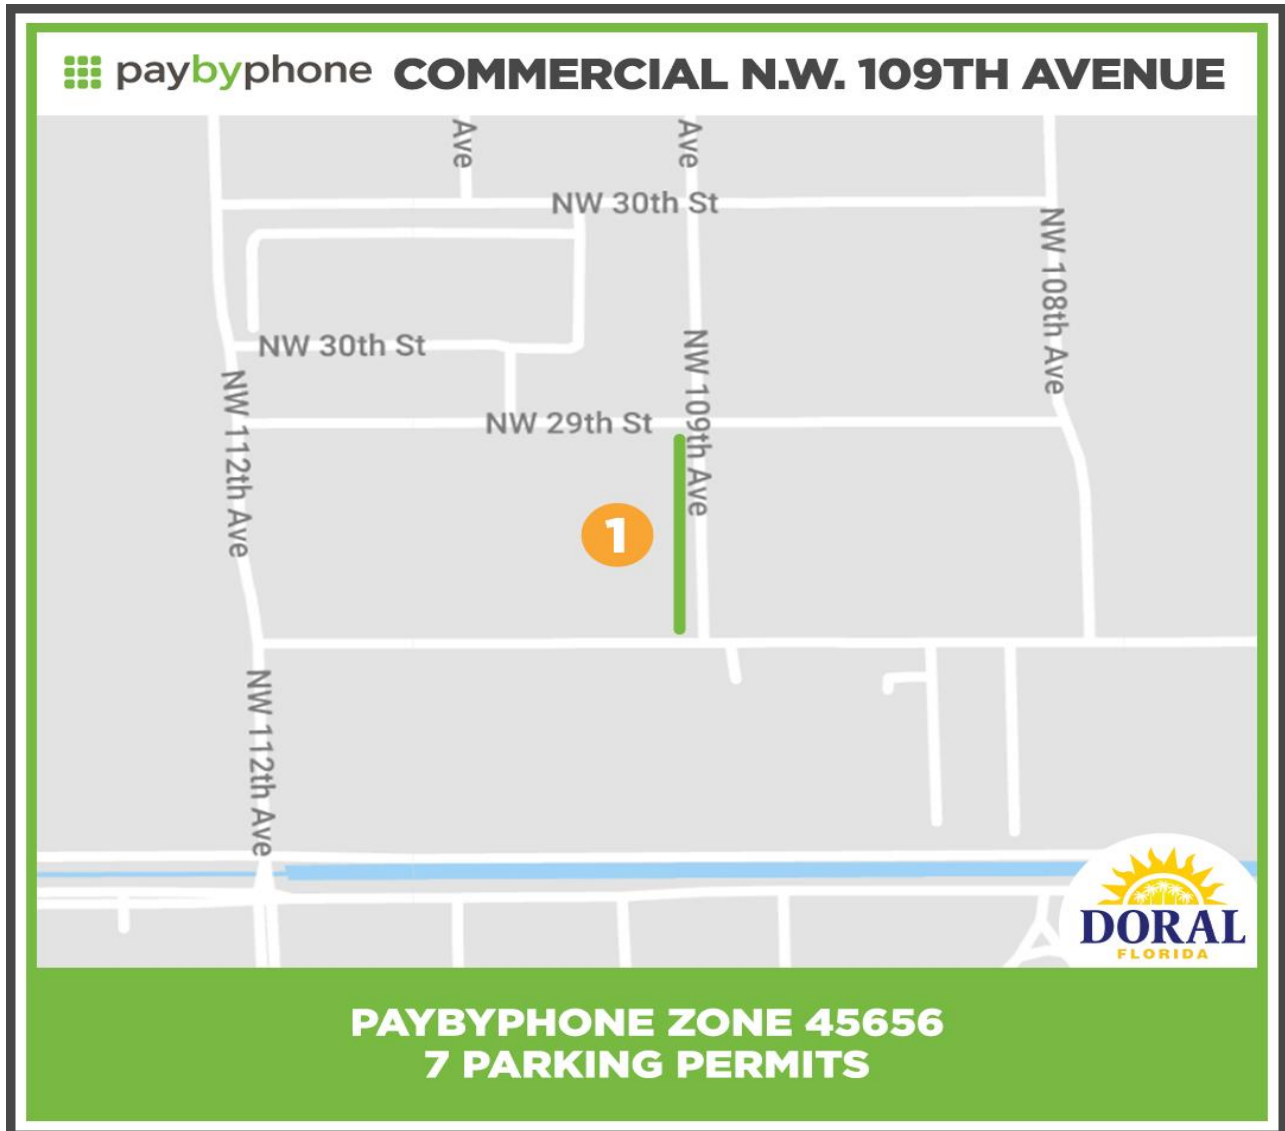 paybyphone COMMERCIAL N.W. 109TH AVENUE
Ave
Ave
NW 30th St
NW 108th Ave
NW 30th St
NW 109th Ave
NW 112th Ave
NW 29th St
1
NW 112th Ave
DORAL
FLORIDA
PAYBYPHONE ZONE 45656
7 PARKING PERMITS